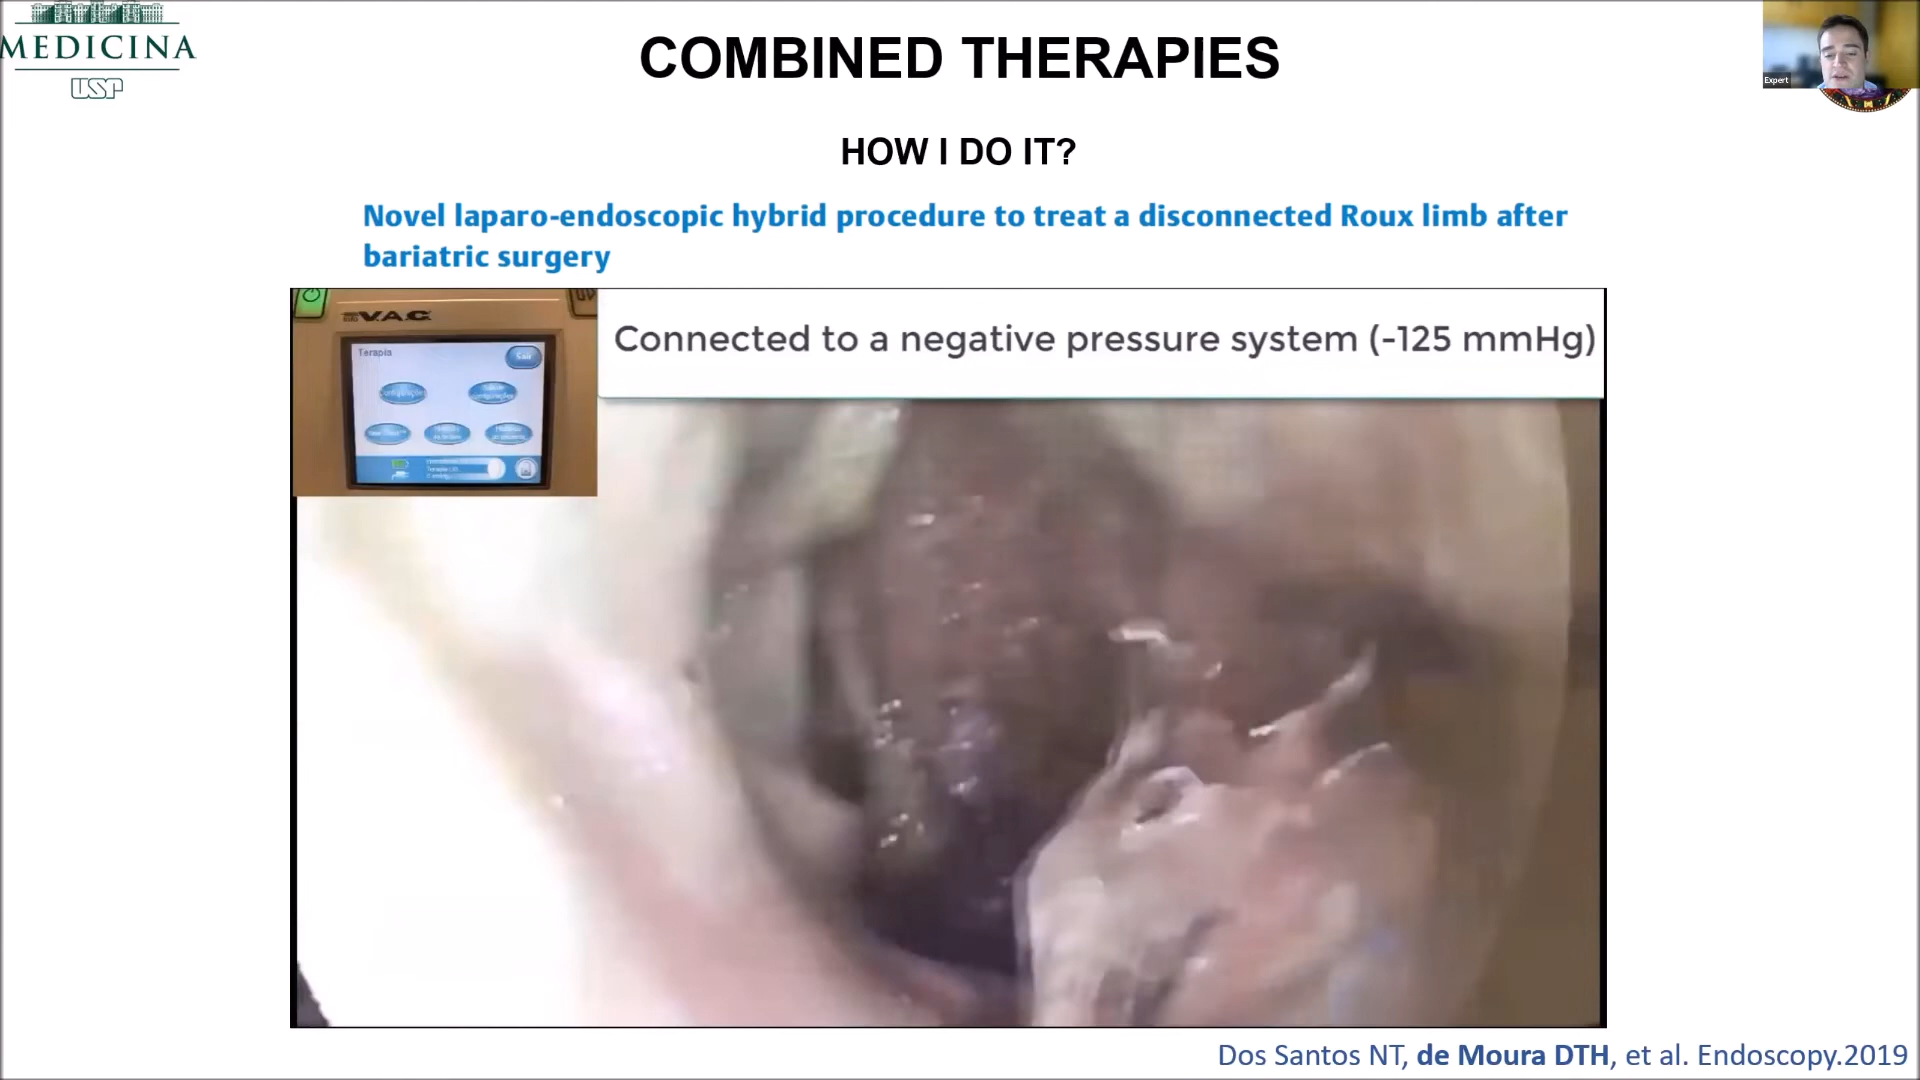 MEDICINA
USP
COMBINED THERAPIES
Expert
HOW I DO IT?
Novel laparo-endoscopic hybrid procedure to treat a disconnected Roux limb after
bariatric surgery
V.A.C.
Terapia
Sair
Connected to a negative pressure system (-125 mmHg)
Dos Santos NT, de Moura DTH, et al. Endoscopy.2019